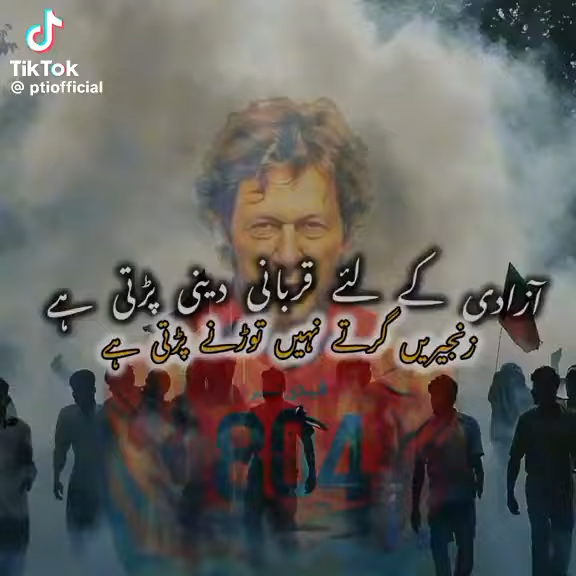 TikTok
@ ptiofficial
آزادی کے لئے قربانی دینی پڑتی ہے
زنجیریں گرتے نہیں توڑنے پڑتی ہے
804